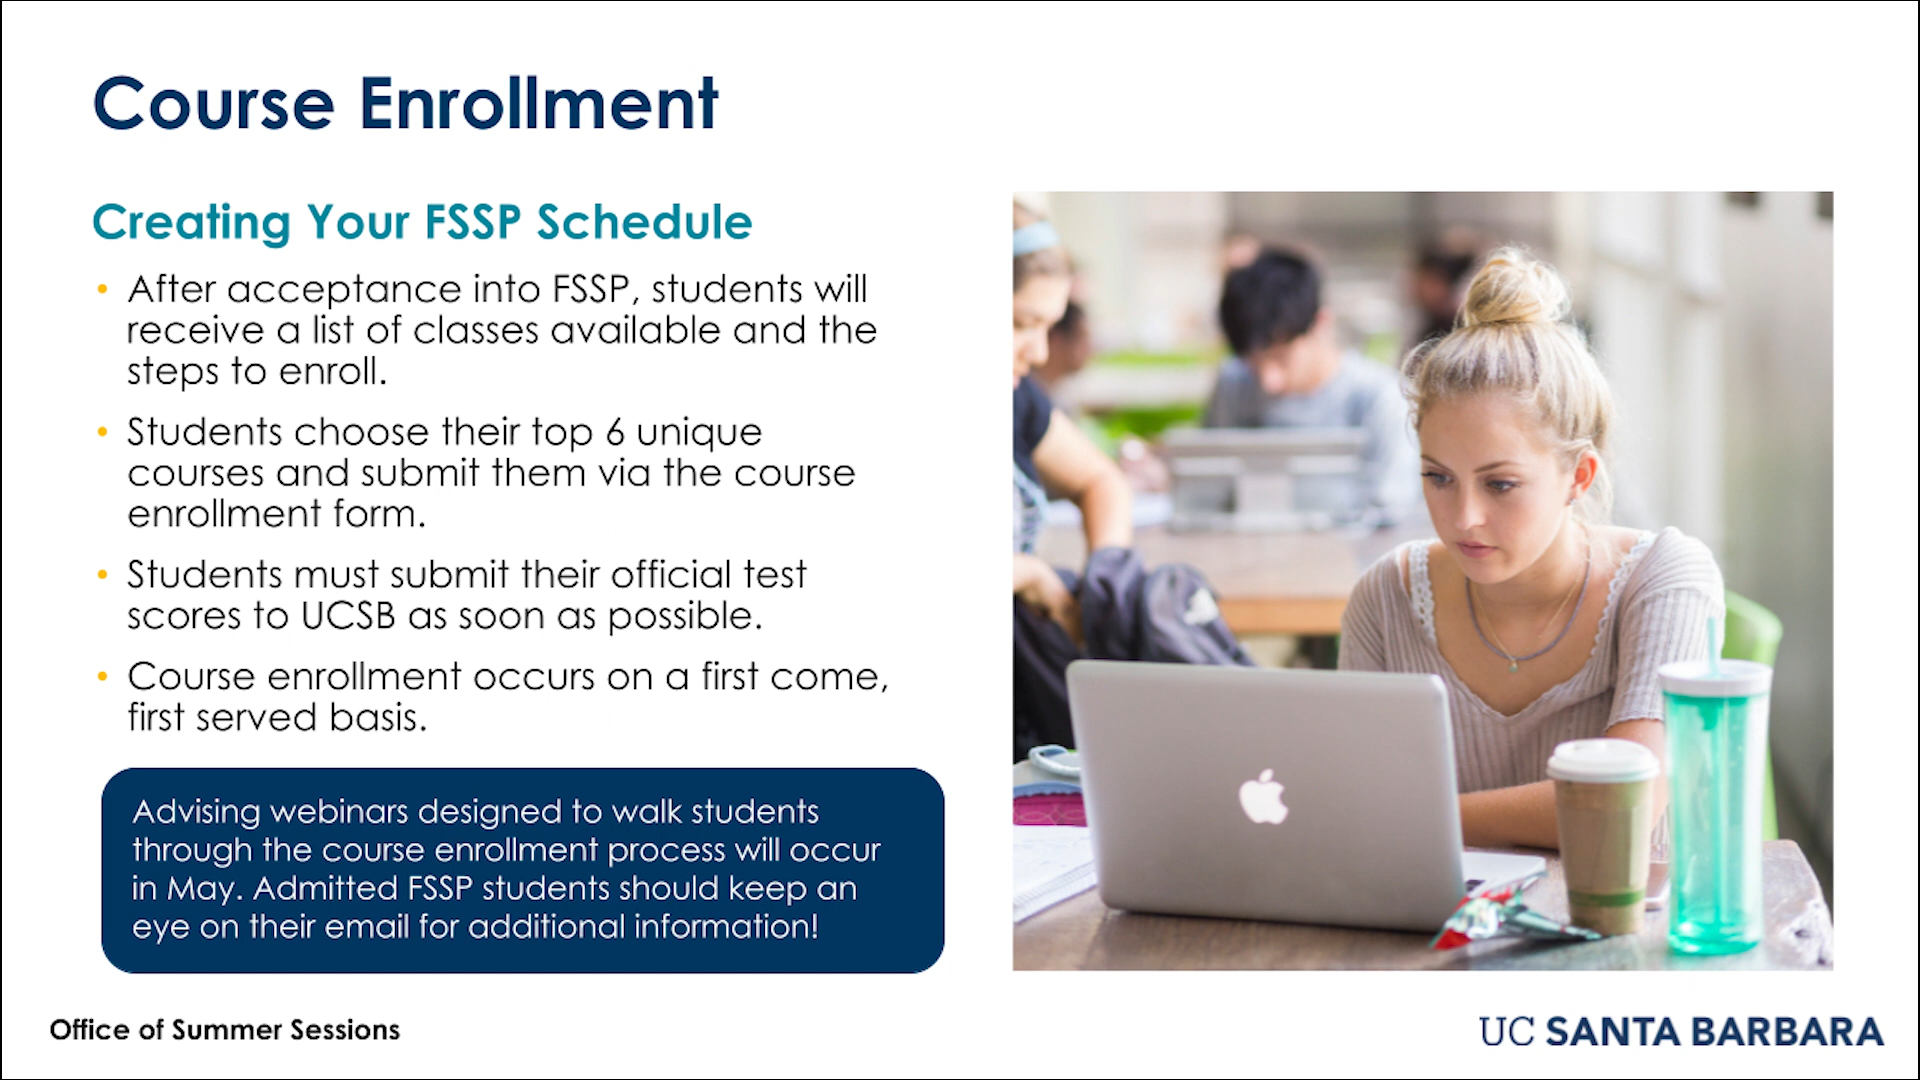 Course Enrollment
Creating Your FSSP Schedule
• After acceptance into FSSP, students will
receive a list of classes available and the
steps to enroll.
• Students choose their top 6 unique
courses and submit them via the course
enrollment form.
• Students must submit their official test
scores to UCSB as soon as possible.
• Course enrollment occurs on a first come,
first served basis.
Advising webinars designed to walk students
through the course enrollment process will occur
in May. Admitted FSSP students should keep an
eye on their email for additional information!
Office of Summer Sessions
UC SANTA BARBARA